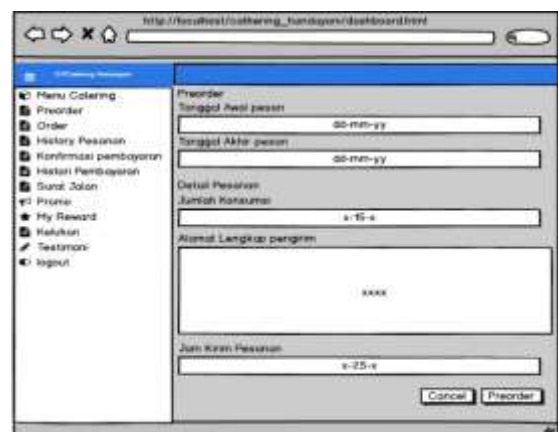 http://localhost/cathering_handayani/dashboard.html
Menu Catering
Preorder
Order
History Pesanan
Konfirmasi pembayaran
Histori Pembayaran
Surat Jalan
Promo
My Reward
Keluhan
Testimoni
logout
Preorder
Tanggal Awal pesan
dd-mm-yy
Tanggal Akhir pesan
dd-mm-yy
Detail Pesanan
Jumlah Konsumsi
x-15-x
Alamat Lengkap pengirim
xxxx
Jam Kirim Pesanan
x-25-x
Cancel
Preorder